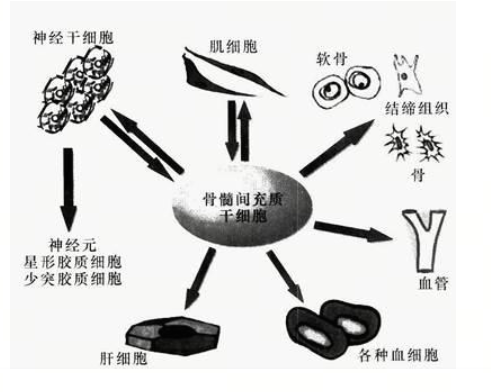 神经干细胞
肌细胞
软骨
结缔组织
骨
骨髓间充质
干细胞
神经元
星形胶质细胞
少突胶质细胞
血管
肝细胞
各种血细胞